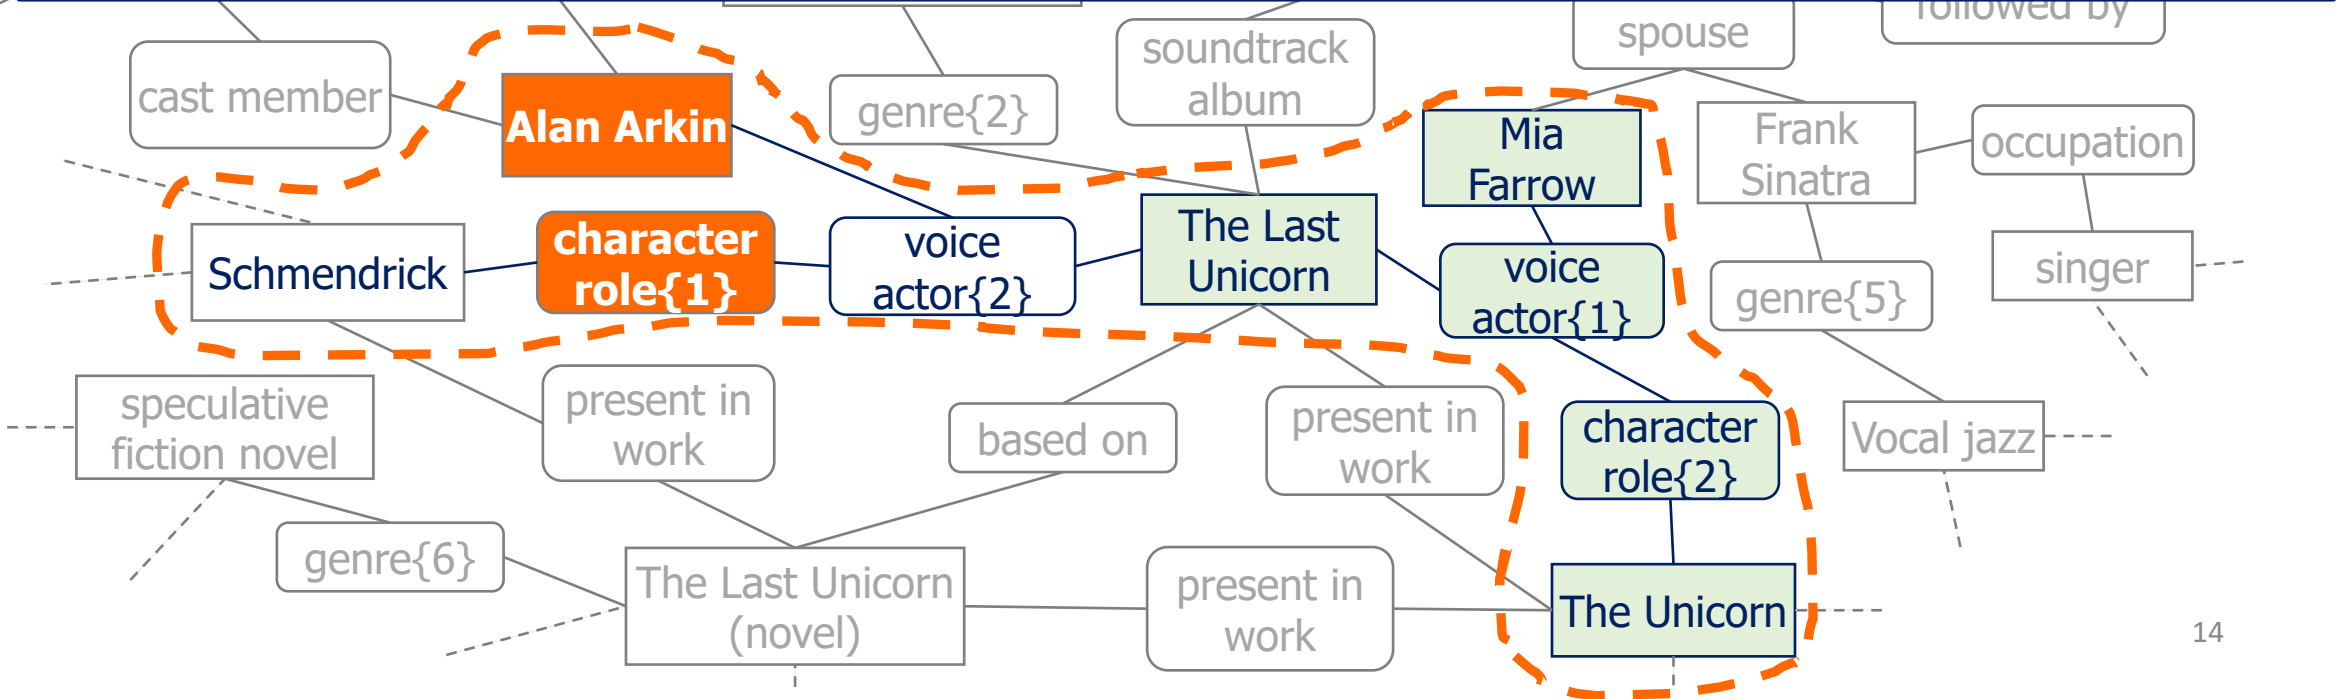 followed by
spouse
soundtrack
album
cast member
genre{2}
Alan Arkin
Mia
Farrow
Frank
Sinatra
occupation
Schmendrick
character
role{1}
voice
actor{2}
The Last
Unicorn
voice
actor{1}
genre{5}
singer
speculative
fiction novel
present in
work
based on
present in
work
character
role{2}
Vocal jazz
genre{6}
The Last Unicorn
(novel)
present in
work
The Unicorn
14